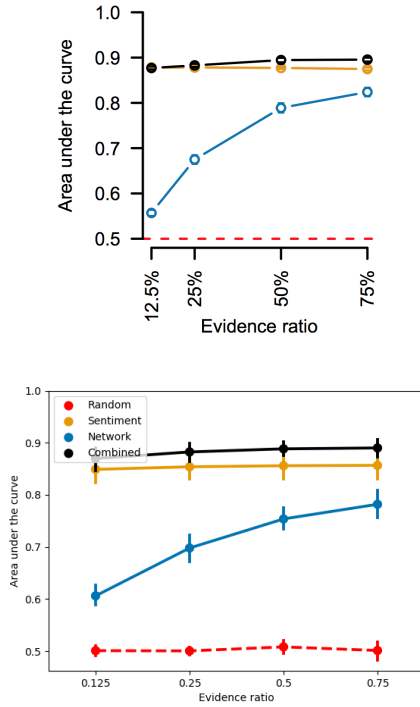 1.0
0.9
0.8
0.7
0.6
0.5
Area under the curve
12.5%
25%
50%
75%
Evidence ratio
1.0
0.9
0.8
0.7
0.6
0.5
Area under the curve
Random
Sentiment
Network
Combined
0.125
0.25
0.5
0.75
Evidence ratio